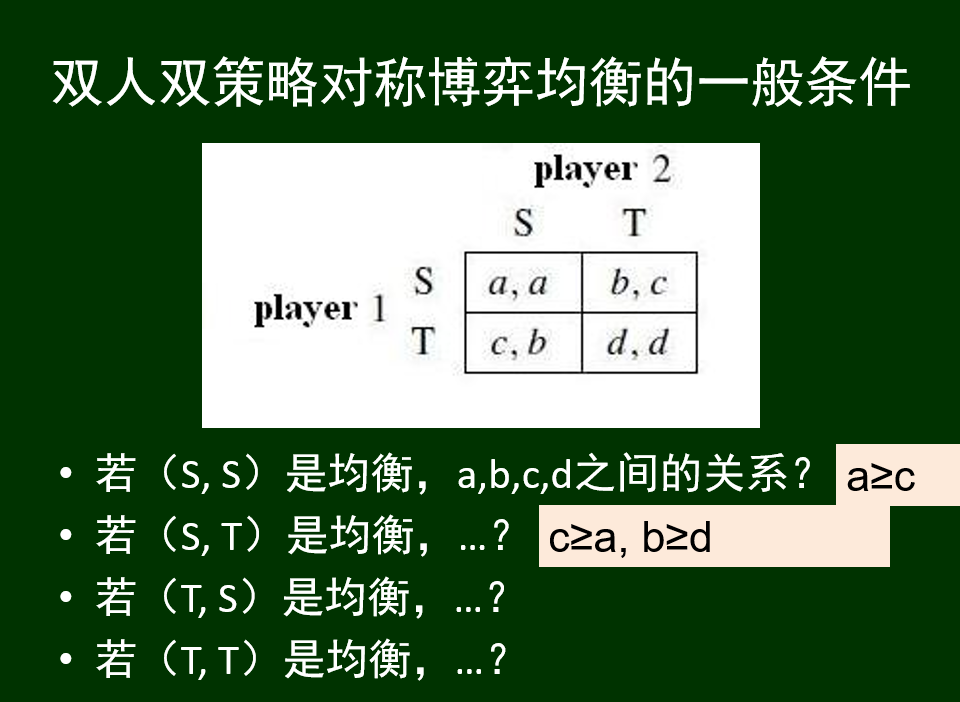 双人双策略对称博弈均衡的一般条件
player 2
S T
S a, a b, c
player 1
T c, b d, d
• 若（S, S）是均衡，a,b,c,d之间的关系？ a≥c
• 若（S, T）是均衡，…？ c≥a, b≥d
• 若（T, S）是均衡，…？
• 若（T, T）是均衡，…？